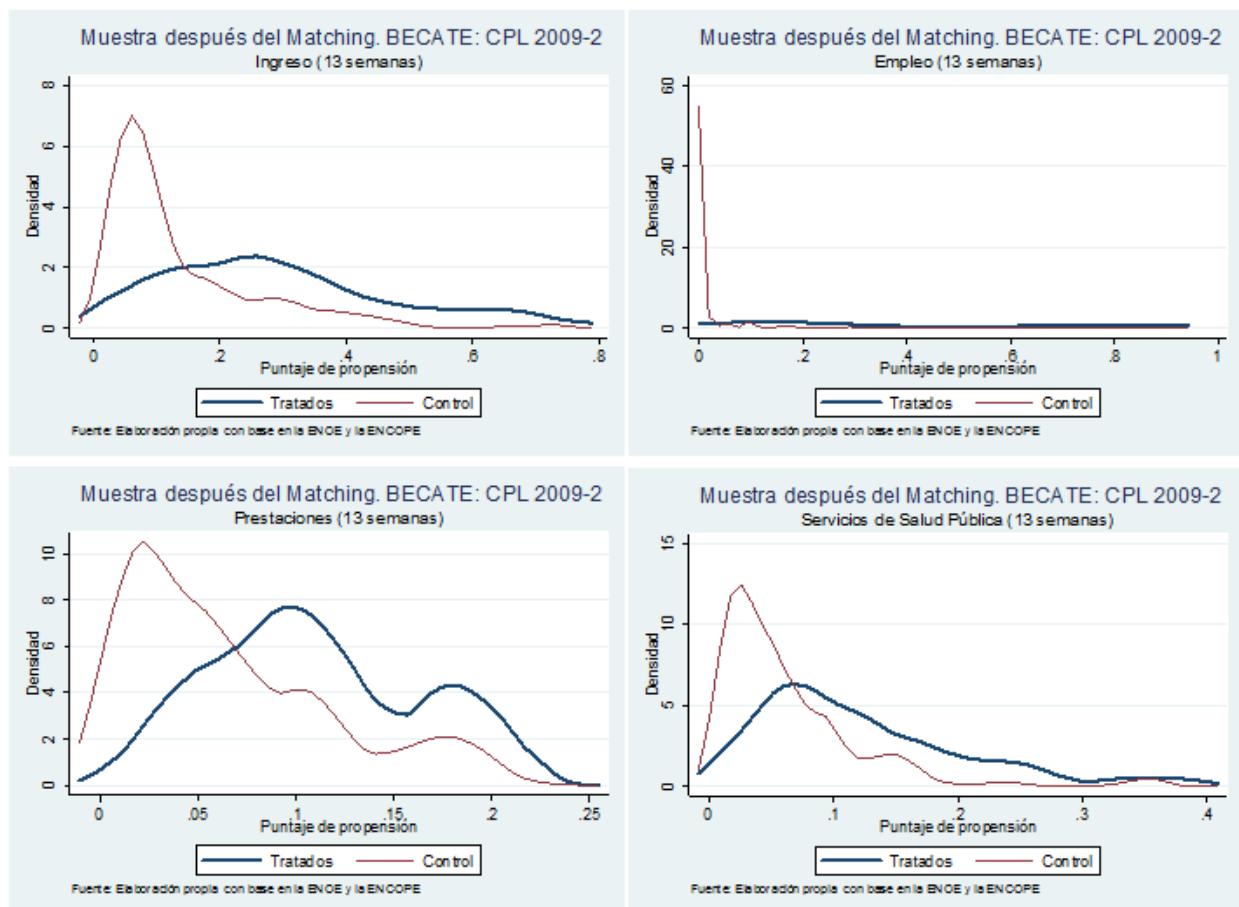 Muestra después del Matching. BECATE: CPL 2009-2
Ingreso (13 semanas)
8
6
4
2
0
Densidad
0 .2 .4 .6 .8
Puntaje de propensión
Tratados Control
Fuente: Elaboración propia con base en la ENOE y la ENCOPE
Muestra después del Matching. BECATE: CPL 2009-2
Empleo (13 semanas)
60
40
20
0
Densidad
0 .2 .4 .6 .8 1
Puntaje de propensión
Tratados Control
Fuente: Elaboración propia con base en la ENOE y la ENCOPE
Muestra después del Matching. BECATE: CPL 2009-2
Prestaciones (13 semanas)
10
8
6
4
2
0
Densidad
0 .05 .1 .15 .2 .25
Puntaje de propensión
Tratados Control
Fuente: Elaboración propia con base en la ENOE y la ENCOPE
Muestra después del Matching. BECATE: CPL 2009-2
Servicios de Salud Pública (13 semanas)
15
10
5
0
Densidad
0 .1 .2 .3 .4
Puntaje de propensión
Tratados Control
Fuente: Elaboración propia con base en la ENOE y la ENCOPE